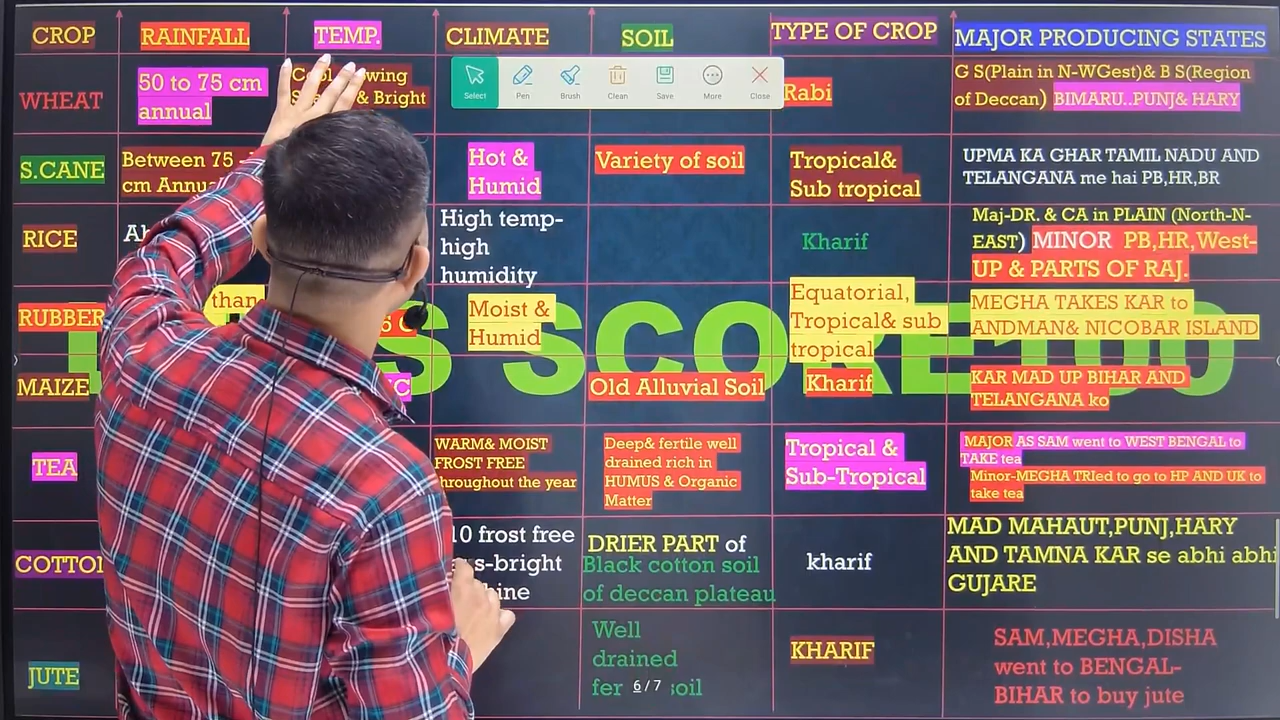 CROP RAINFALL TEMP. CLIMATE SOIL TYPE OF CROP MAJOR PRODUCING STATES
Select Pen Brush Clean Save More Close
WHEAT
50 to 75 cm
annual
& Bright
Rabi
G S(Plain in N-WGest)& B S(Region
of Deccan) BIMARU..PUNJ& HARY
S.CANE
Between 75
cm
Hot &
Humid
Variety of soil
Tropical&
Sub tropical
UPMA KA GHAR TAMIL NADU AND
TELANGANA me hai PB,HR,BR
RICE
High temp-
high
humidity
Kharif
Maj-DR. & CA in PLAIN (North-N-
EAST) MINOR PB,HR,West-
UP & PARTS OF RAJ.
RUBBER
than
Moist &
Humid
Equatorial,
Tropical& sub
tropical
MEGHA TAKES KAR to
ANDMAN& NICOBAR ISLAND
SCORE100
MAIZE
Old Alluvial Soil
Kharif
KAR MAD UP BIHAR AND
TELANGANA ko
TEA
WARM& MOIST
FROST FREE
throughout the year
Deep& fertile well
drained rich in
HUMUS & Organic
Matter
Tropical &
Sub-Tropical
MAJOR AS SAM went to WEST BENGAL to
TAKE tea
Minor-MEGHA TRIed to go to HP AND UK to
take tea
10 frost free
-bright
DRIER PART of
Black cotton soil
of deccan plateau
kharif
MAD MAHAUT,PUNJ,HARY
AND TAMNA KAR se abhi abhi
GUJARE
JUTE
Well
drained
soil
6/7
KHARIF
SAM,MEGHA,DISHA
went to BENGAL-
BIHAR to buy jute